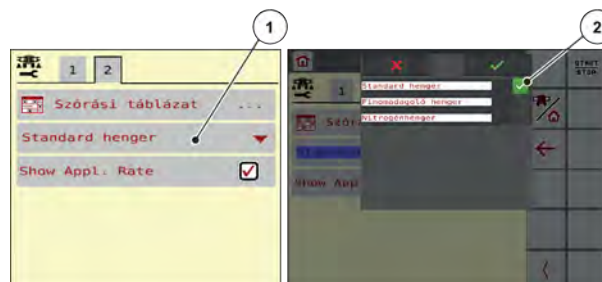 1
2
1 2
Szórási táblázat ...
Standard henger
Show Appl. Rate
START
STOP
1
Standard henger
Finomadagoló henger
Nitrogénhenger
Szór
Show App